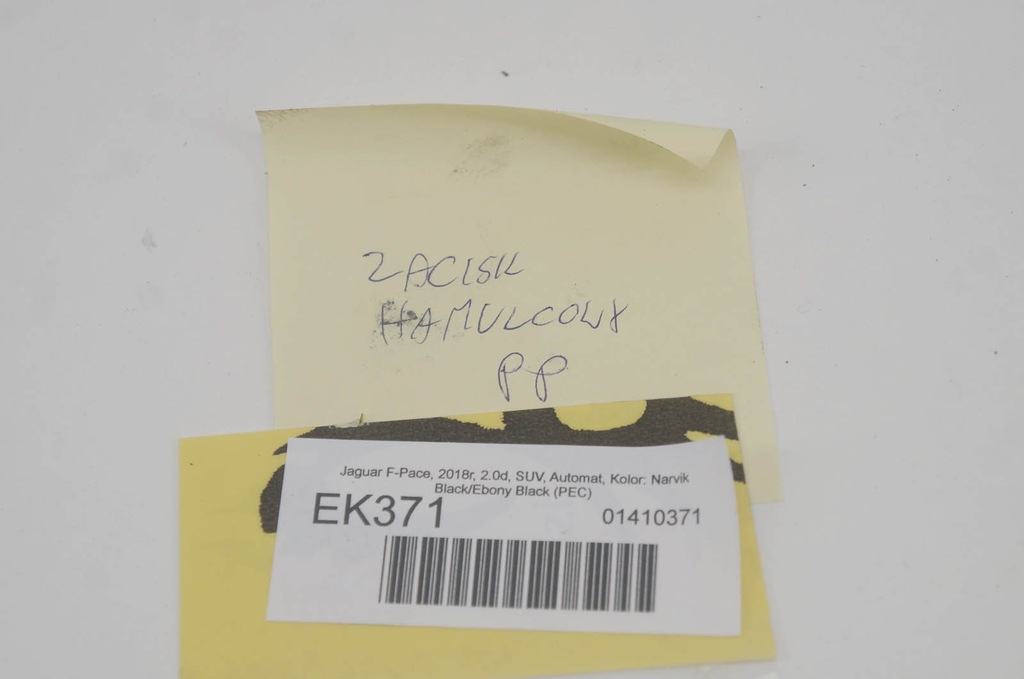 ZACISK
HAMULCOWY
PP
Jaguar F-Pace, 2018r, 2.0d, SUV, Automat, Kolor: Narvik
Black/Ebony Black (PEC)
EK371
01410371